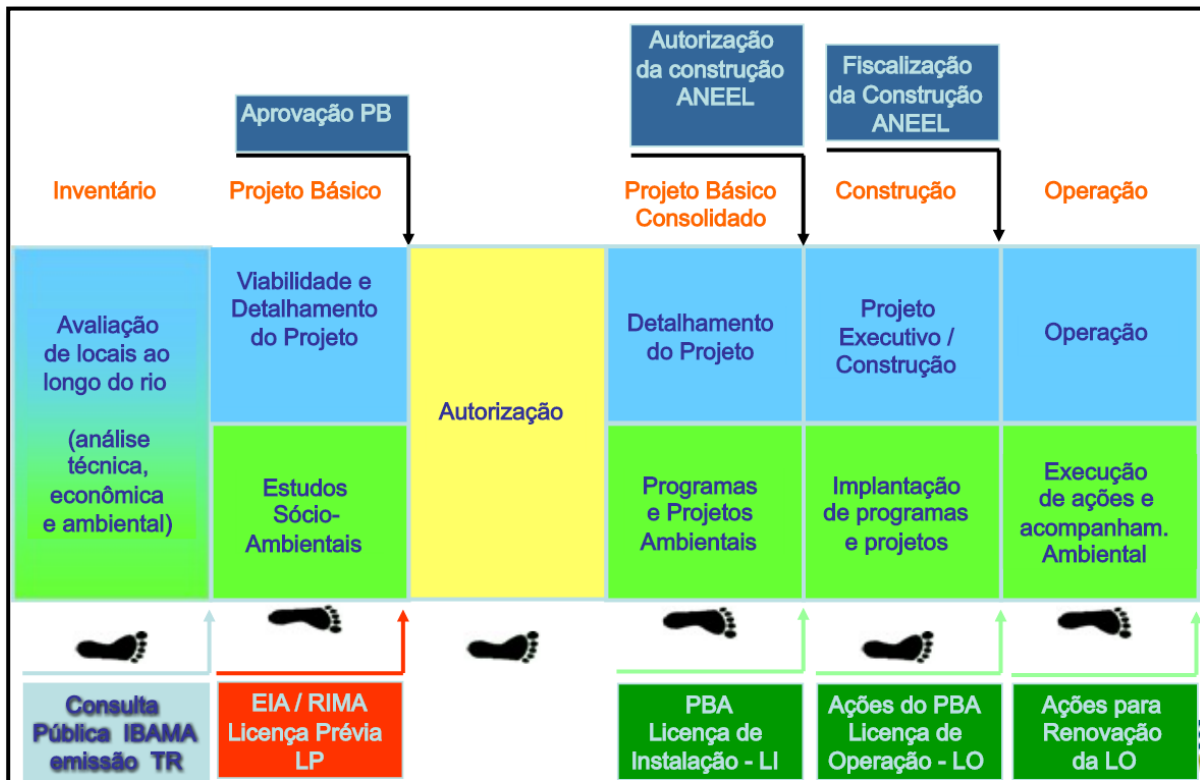 Aprovação PB
Autorização
da construção
ANEEL
Fiscalização
da Construção
ANEEL
Inventário
Projeto Básico
Projeto Básico
Consolidado
Construção
Operação
Avaliação
de locais ao
longo do rio
(análise
técnica,
econômica
e ambiental)
Viabilidade e
Detalhamento
do Projeto
Estudos
Sócio-
Ambientais
Autorização
Detalhamento
do Projeto
Programas
e Projetos
Ambientais
Projeto
Executivo /
Construção
Implantação
de programas
e projetos
Operação
Execução
de ações e
acompanham.
Ambiental
Consulta
Pública IBAMA
emissão TR
EIA / RIMA
Licença Prévia
LP
PBA
Licença de
Instalação - LI
Ações do PBA
Licença de
Operação - LO
Ações para
Renovação
da LO